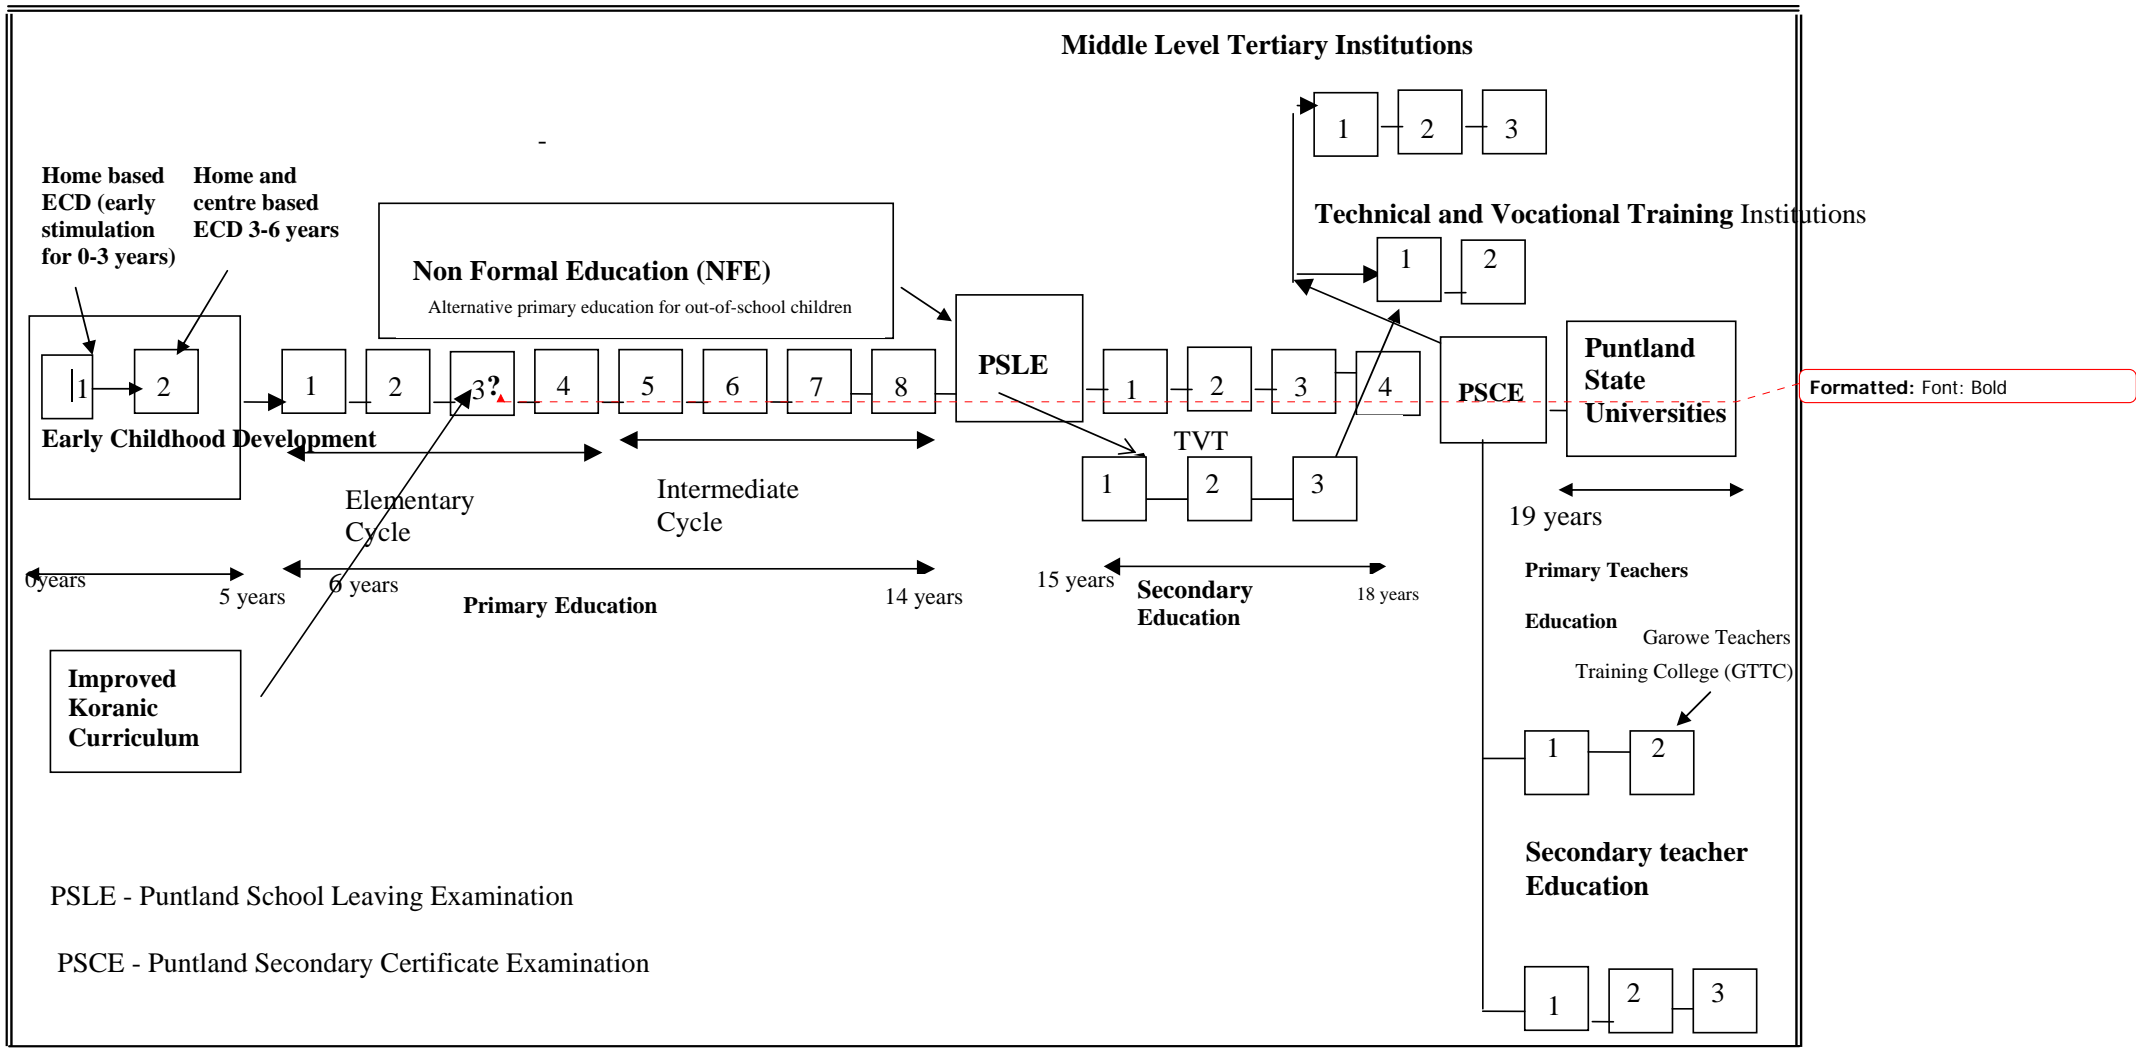 Middle Level Tertiary Institutions
1 2 3
-
Home based
ECD (early
stimulation
for 0-3 years)
Home and
centre based
ECD 3-6 years
Technical and Vocational Training Institutions
1 2
Non Formal Education (NFE)
Alternative primary education for out-of-school children
1 2
1 2 3? 4 5 6 7 8
PSLE
1 2 3 4
PSCE
Puntland
State
Universities
Formatted: Font: Bold
Early Childhood Development
TVT
1 2 3
Elementary
Cycle
Intermediate
Cycle
19 years
0years
5 years
6 years
Primary Education
14 years
15 years
Secondary
Education
18 years
Primary Teachers
Education
Garowe Teachers
Training College (GTTC)
Improved
Koranic
Curriculum
1 2
Secondary teacher
Education
PSLE - Puntland School Leaving Examination
PSCE - Puntland Secondary Certificate Examination
1 2 3